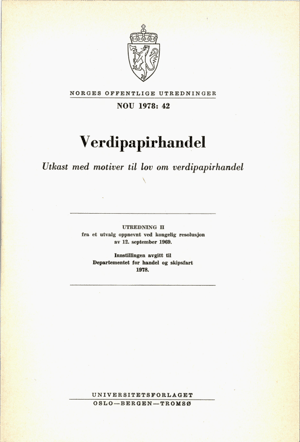 NORGES OFFENTLIGE UTREDNINGER
NOU 1978: 42
Verdipapirhandel
Utkast med motiver til lov om verdipapirhandel
UTREDNING II
fra et utvalg oppnevnt ved kongelig resolusjon
av 12. september 1969.
Innstillingen avgitt til
Departementet for handel og skipsfart
1978.
UNIVERSITETSFORLAGET
OSLO—BERGEN—TROMSØ